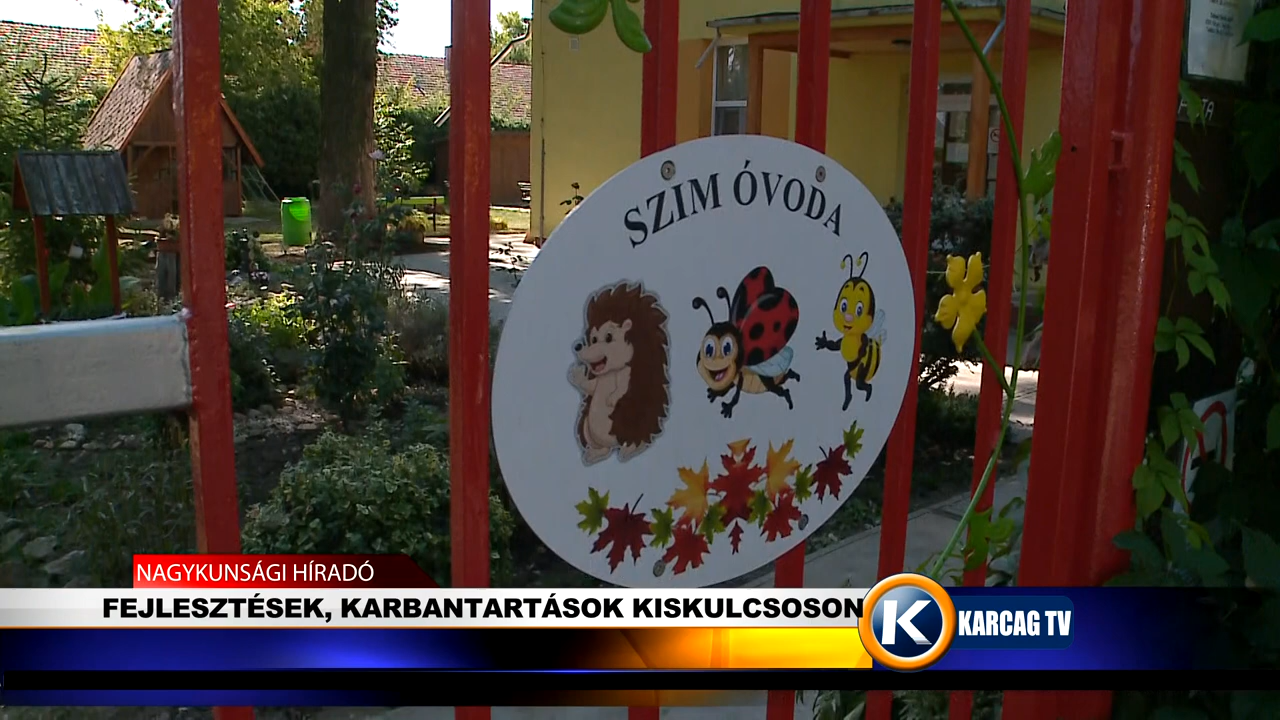 SZIM ÓVODA
NAGYKUNSÁGI HÍRADÓ
FEJLESZTÉSEK, KARBANTARTÁSOK KISKULCSOSON
K KARCAG TV